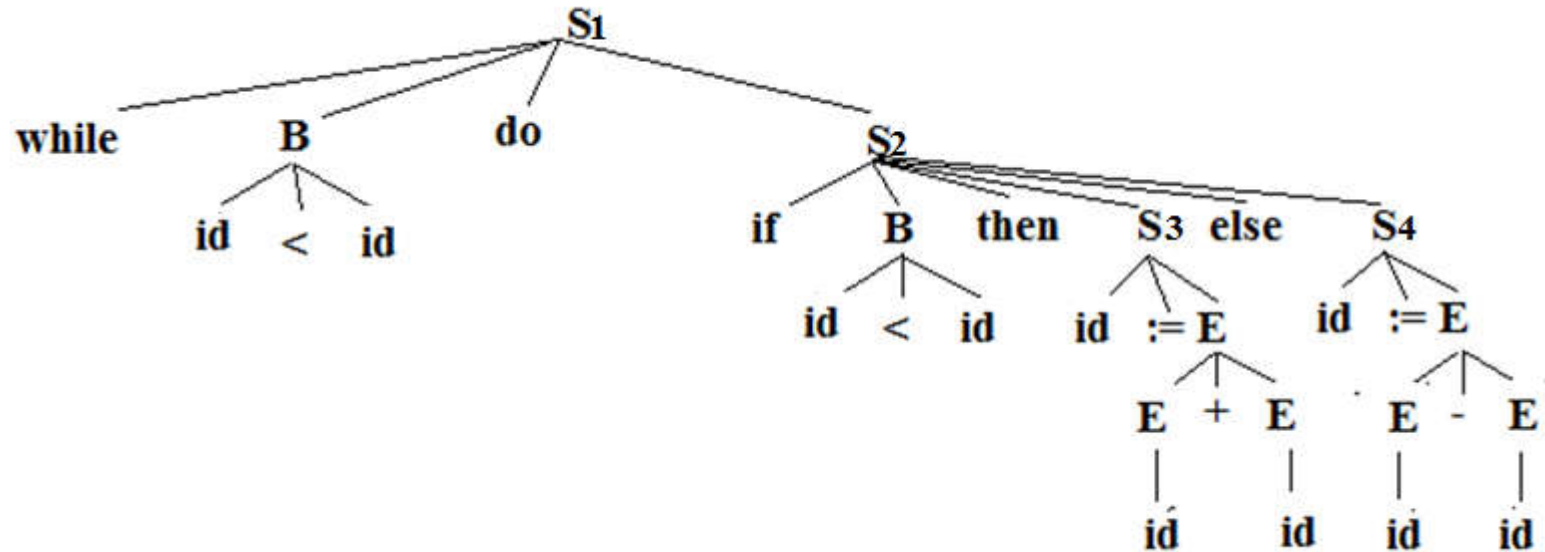 S1
while B do S2
id < id if B then S3 else S4
id < id id := E id := E
E + E E - E
id id id id